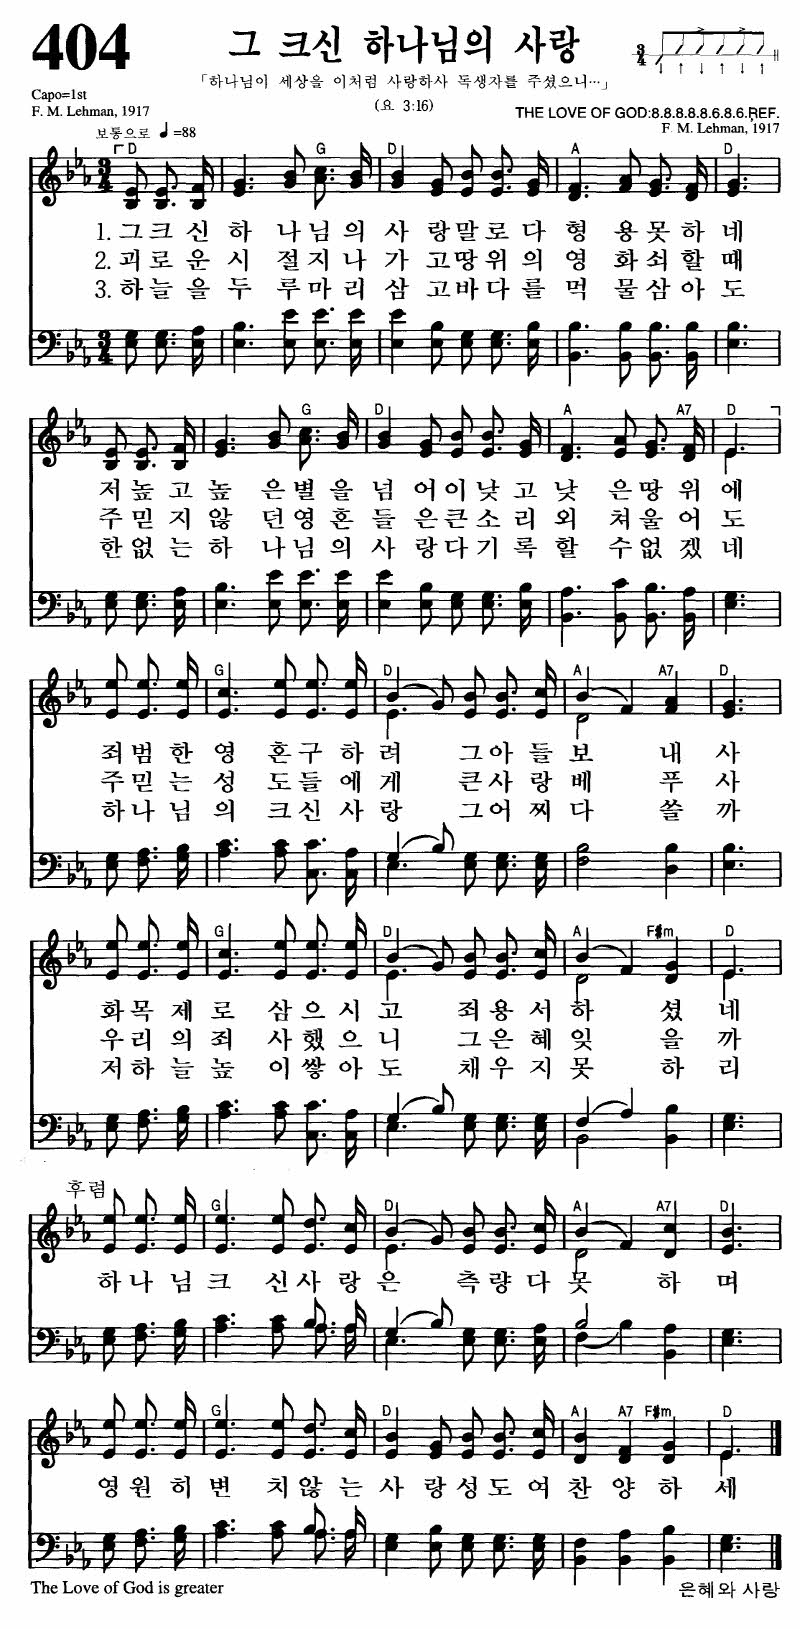 404
그 크신 하나님의 사랑
「하나님이 세상을 이처럼 사랑하사 독생자를 주셨으니…」
(요 3:16)
3/4
Capo=1st
F. M. Lehman, 1917
THE LOVE OF GOD:8.8.8.8.8.6.8.6.REF.
F. M. Lehman, 1917
보통으로 ♩=88
D G D A D
1. 그크신하나님의사랑말로다형용못하네
2. 괴로운시절지나가고땅위의영화쇠할때
3. 하늘을두루마리삼고바다를먹물삼아도
G D A A7 D
저높고높은별을넘어이낮고낮은땅위에
주믿지않던영혼들은큰소리외쳐울어도
한없는하나님의사랑다기록할수없겠네
G D A A7 D
죄범한영혼구하려그아들보내사
주믿는성도들에게큰사랑베푸사
하나님의크신사랑그어찌다쓸까
G D A F#m D
화목제로삼으시고죄용서하셨네
우리의죄사했으니그은혜잊을까
저하늘높이쌓아도채우지못하리
후렴
G D A A7 D
하나님크신사랑은측량다못하며
G D A A7 F#m D
영원히변치않는사랑성도여찬양하세
The Love of God is greater
은혜와 사랑